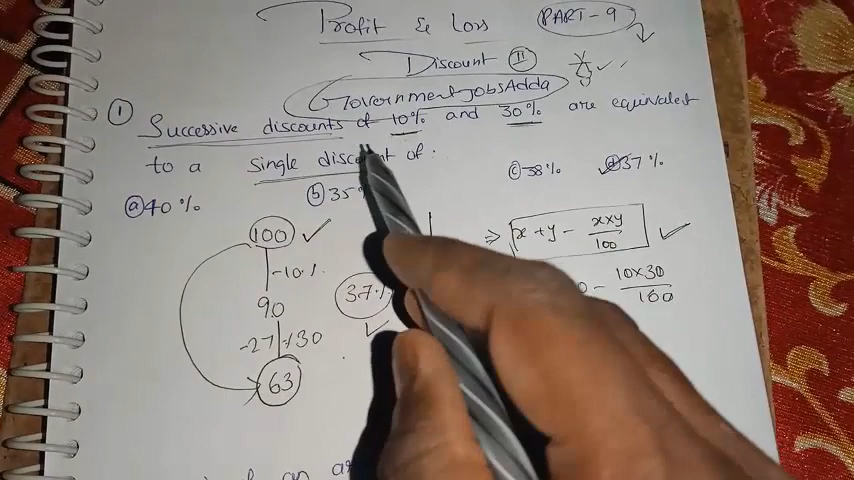 Profit & Loss PART-9
Discount II
GovernmentJobsAdda
① Successive discounts of 10% and 30% are equivalent
to a single discount of:
ⓐ 40% ⓑ 35% ⓒ 38% ⓓ 37%
100 ⇒ x+y - x×y/100
-10%
90 37% - 10×30/100
-27 -30
63